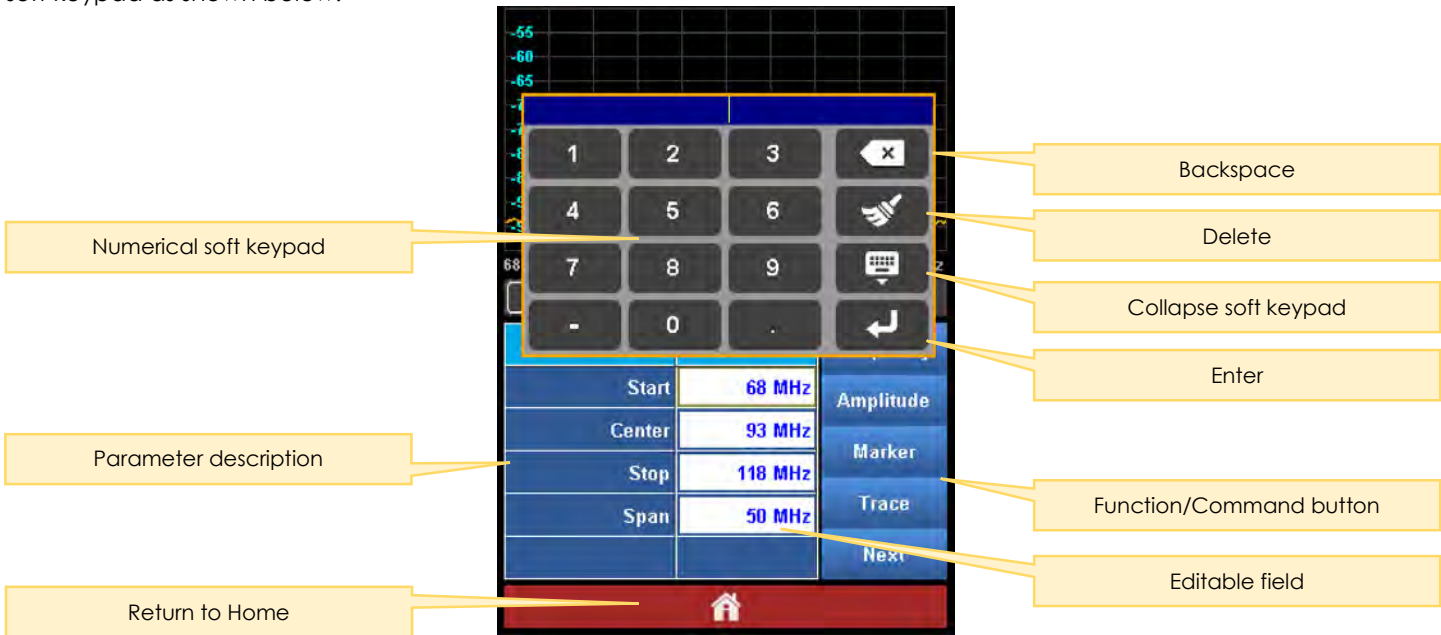 soft keypad as shown below.
-55
-60
-65
1 2 3
Backspace
4 5 6
Delete
Numerical soft keypad
68
7 8 9
z
Collapse soft keypad
- 0 .
Enter
Start 68 MHz
Amplitude
Center 93 MHz
Parameter description
Marker
Stop 118 MHz
Function/Command button
Trace
Span 50 MHz
Next
Editable field
Return to Home